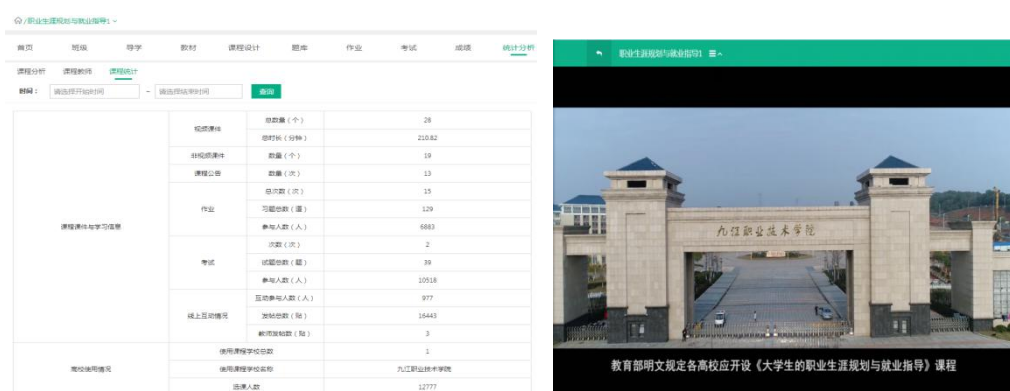 /职业生涯规划与就业指导1
首页 班级 导学 教材 课程设计 题库 作业 考试 成绩 统计分析
课程分析 课程教师 课程统计
时间： 请选择开始时间 - 请选择结束时间 查询
课程课件与学习信息
视频课件 总数量（个） 28
总时长（分钟） 210.82
非视频课件 数量（个） 19
课程公告 数量（次） 13
作业 总次数（次） 15
习题总数（道） 129
参与人数（人） 6883
考试 次数（次） 2
试题总数（题） 39
参与人数（人） 10518
线上互动情况 互动参与人数（人） 977
发帖总数（贴） 16443
教师发帖数（贴） 3
高校使用情况
使用课程学校总数 1
使用课程学校名称 九江职业技术学院
选课人数 12777
职业生涯规划与就业指导1
九江职业技术学院
教育部明文规定各高校应开设《大学生的职业生涯规划与就业指导》课程